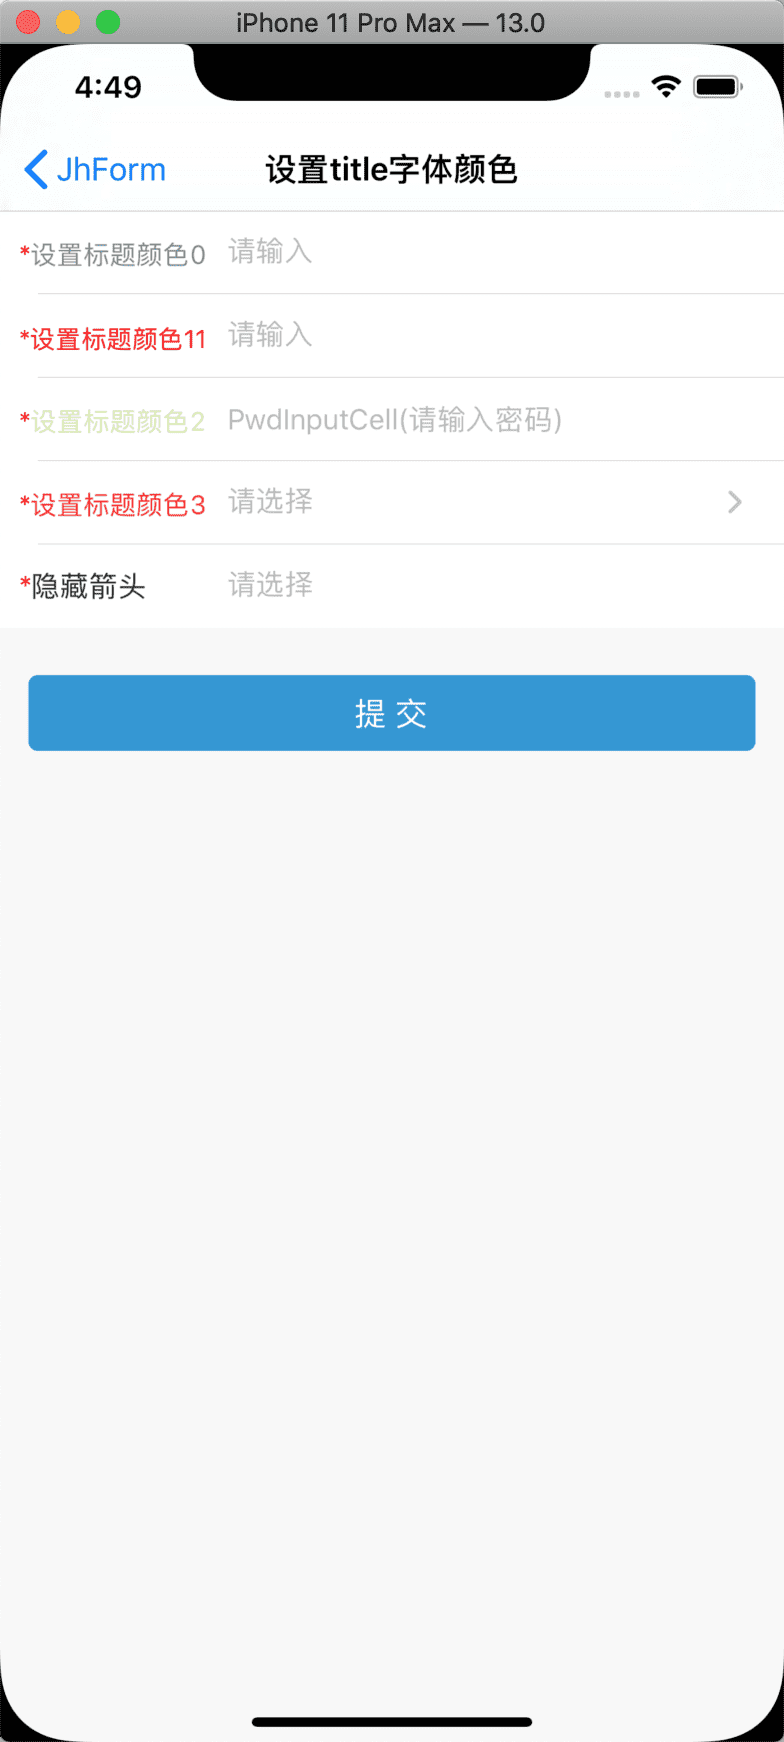 iPhone 11 Pro Max — 13.0
4:49
JhForm 设置title字体颜色
*设置标题颜色0 请输入
*设置标题颜色11 请输入
*设置标题颜色2 PwdInputCell(请输入密码)
*设置标题颜色3 请选择
*隐藏箭头 请选择
提 交